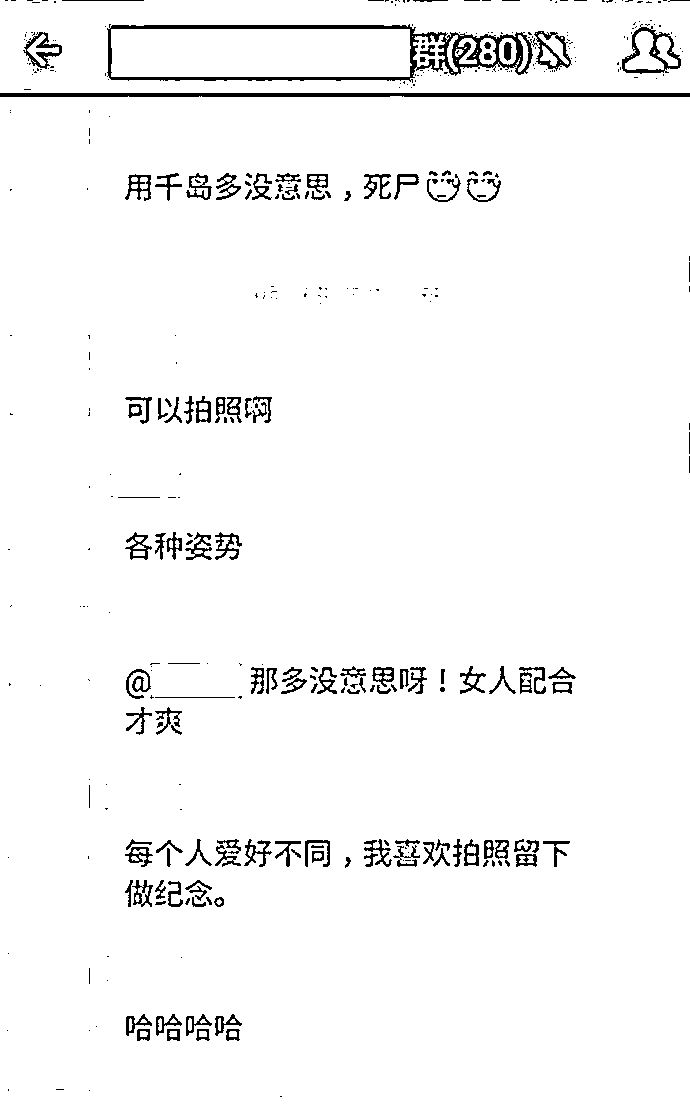 群(280)
用千岛多没意思，死尸
可以拍照啊
各种姿势
@
那多没意思呀！女人配合
才爽
每个人爱好不同，我喜欢拍照留下
做纪念。
哈哈哈哈